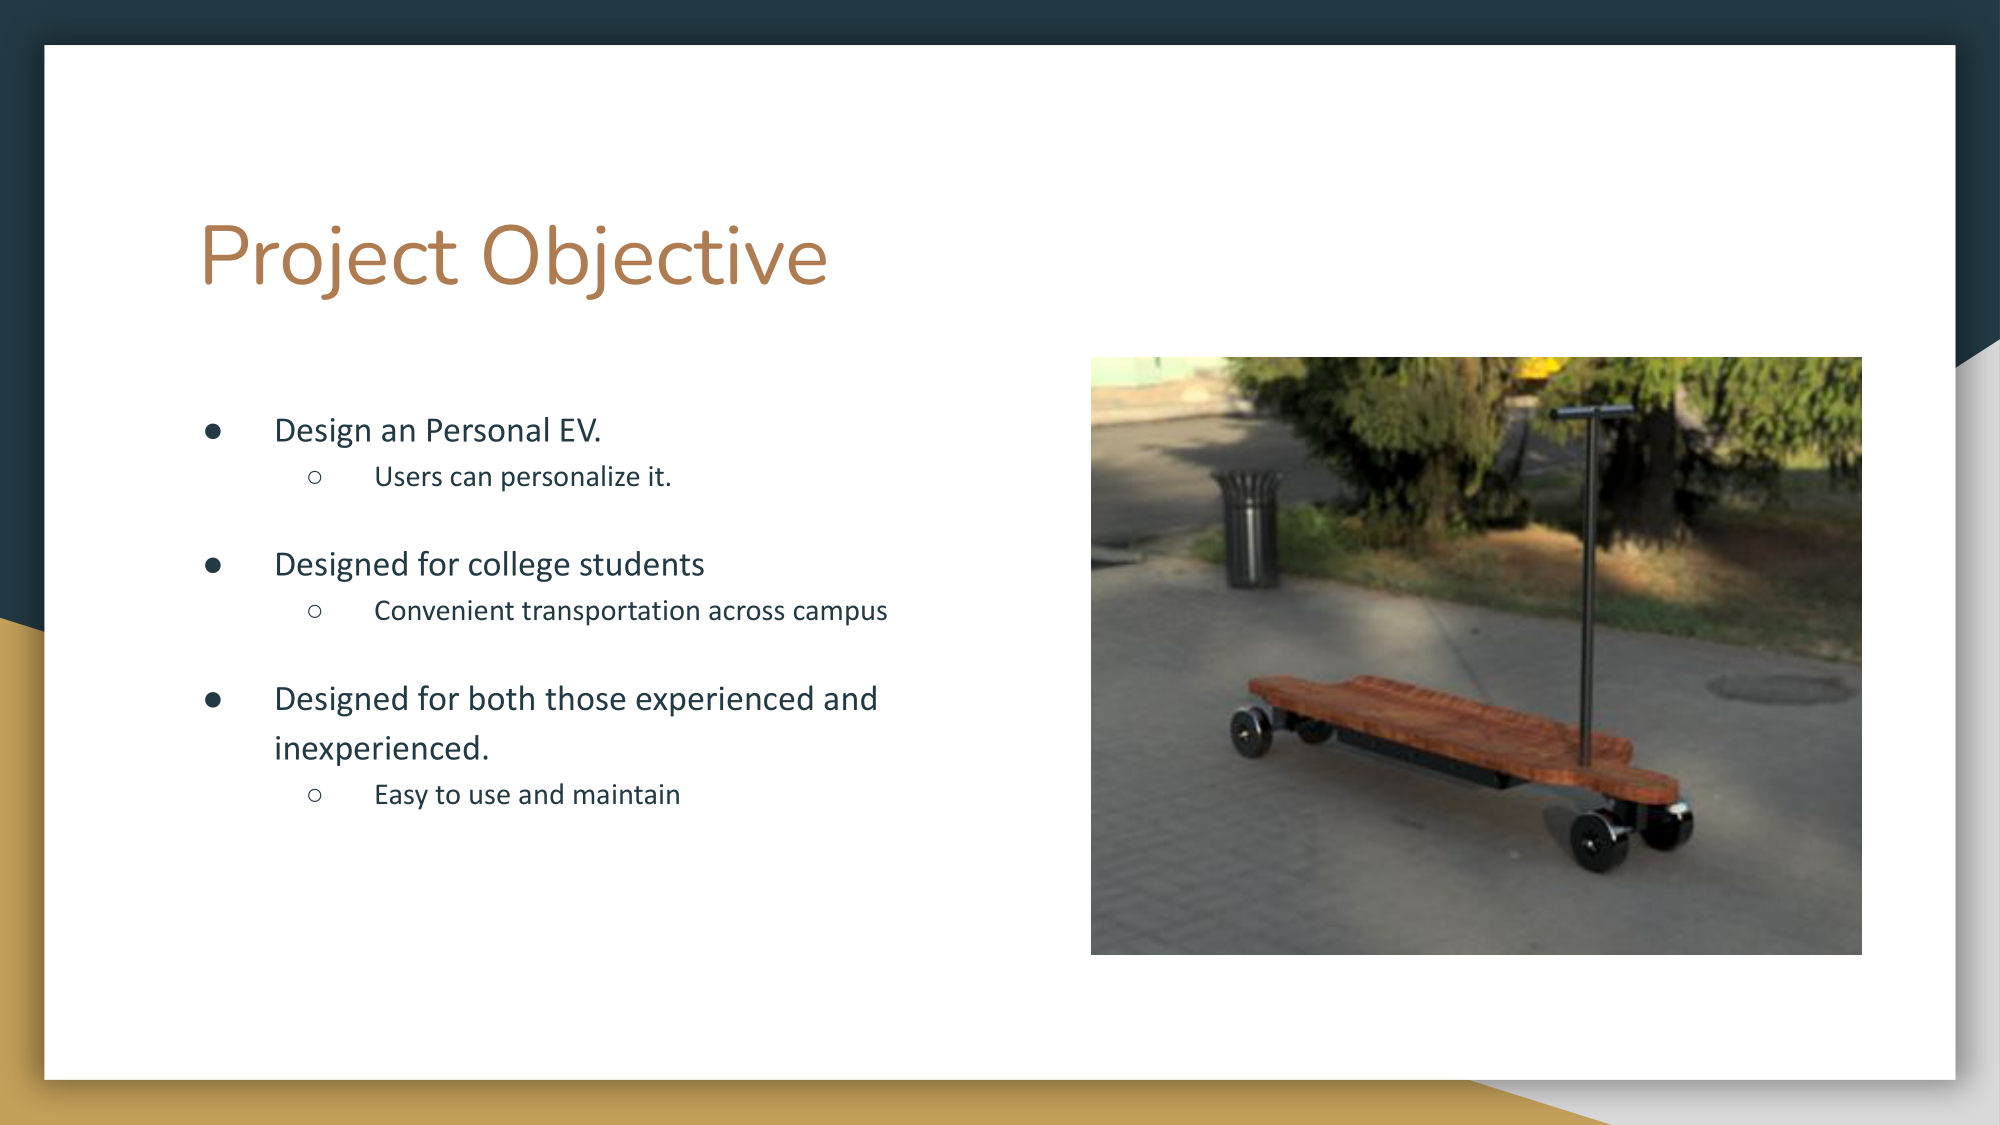 Project Objective
● Design an Personal EV.
○ Users can personalize it.
● Designed for college students
○ Convenient transportation across campus
● Designed for both those experienced and
inexperienced.
○ Easy to use and maintain